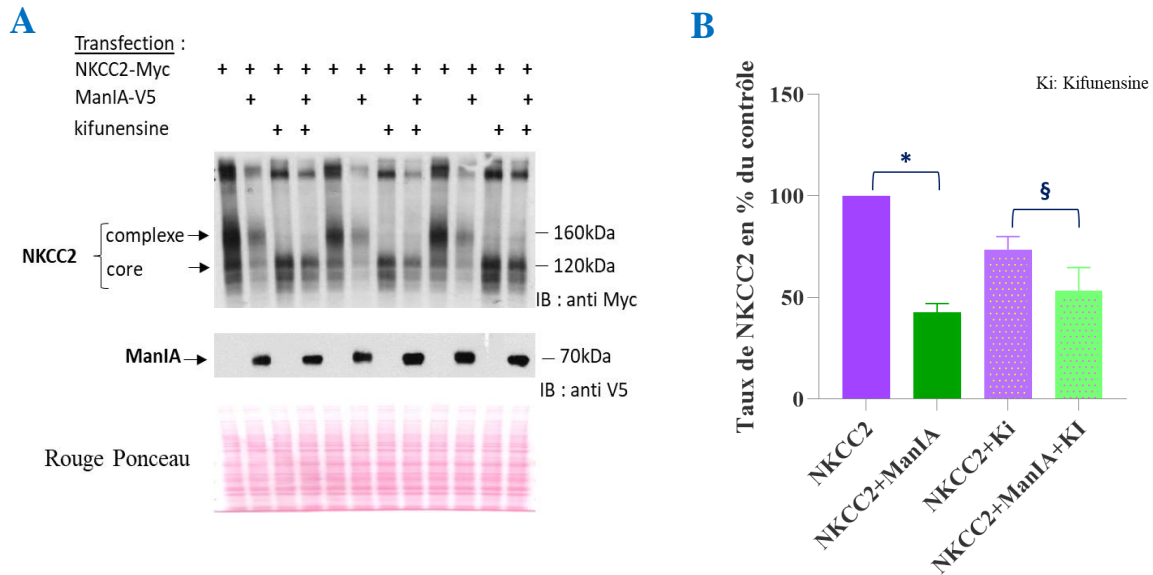 A
Transfection :
NKCC2-Myc + + + + + + + + + + + +
ManIA-V5 + + + + + +
kifunensine + + + + + +
NKCC2
complexe
core
160kDa
120kDa
IB : anti Myc
ManIA
70kDa
IB : anti V5
Rouge Ponceau
B
Ki: Kifunensine
Taux de NKCC2 en % du contrôle
150
100
50
0
*
§
NKCC2
NKCC2+ManIA
NKCC2+Ki
NKCC2+ManIA+KI